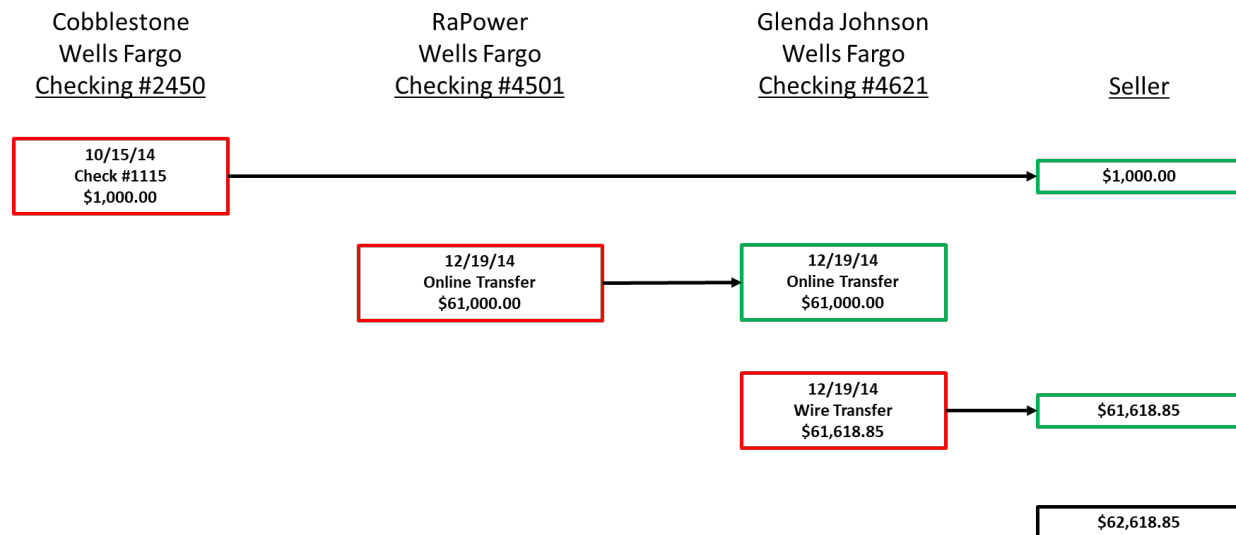 Cobblestone
Wells Fargo
Checking #2450
RaPower
Wells Fargo
Checking #4501
Glenda Johnson
Wells Fargo
Checking #4621
Seller
10/15/14
Check #1115
$1,000.00
$1,000.00
12/19/14
Online Transfer
$61,000.00
12/19/14
Online Transfer
$61,000.00
12/19/14
Wire Transfer
$61,618.85
$61,618.85
$62,618.85